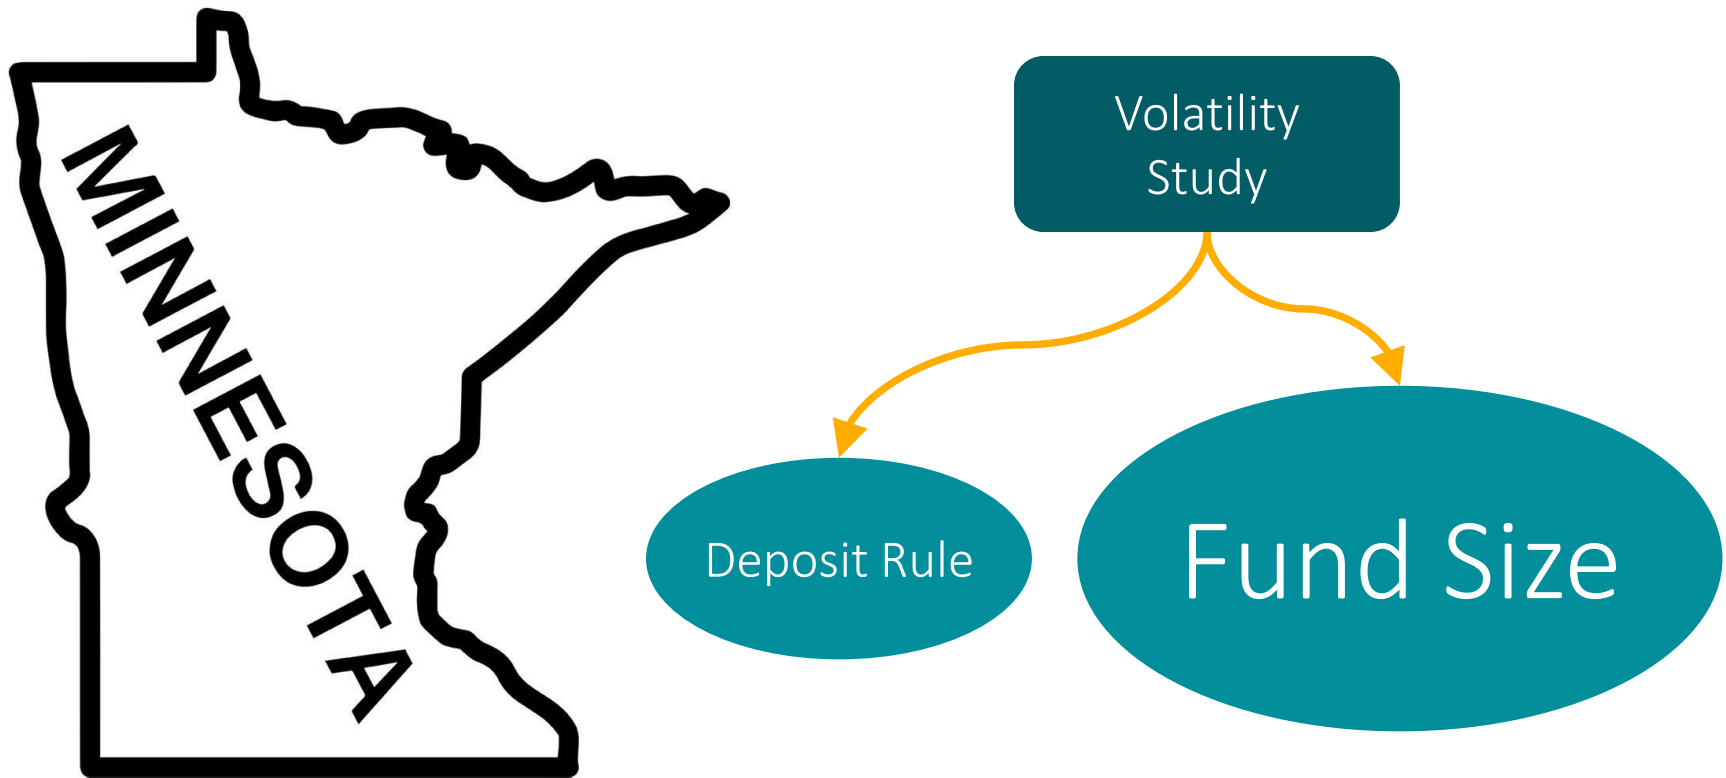 MINNESOTA
Volatility
Study
Deposit Rule
Fund Size